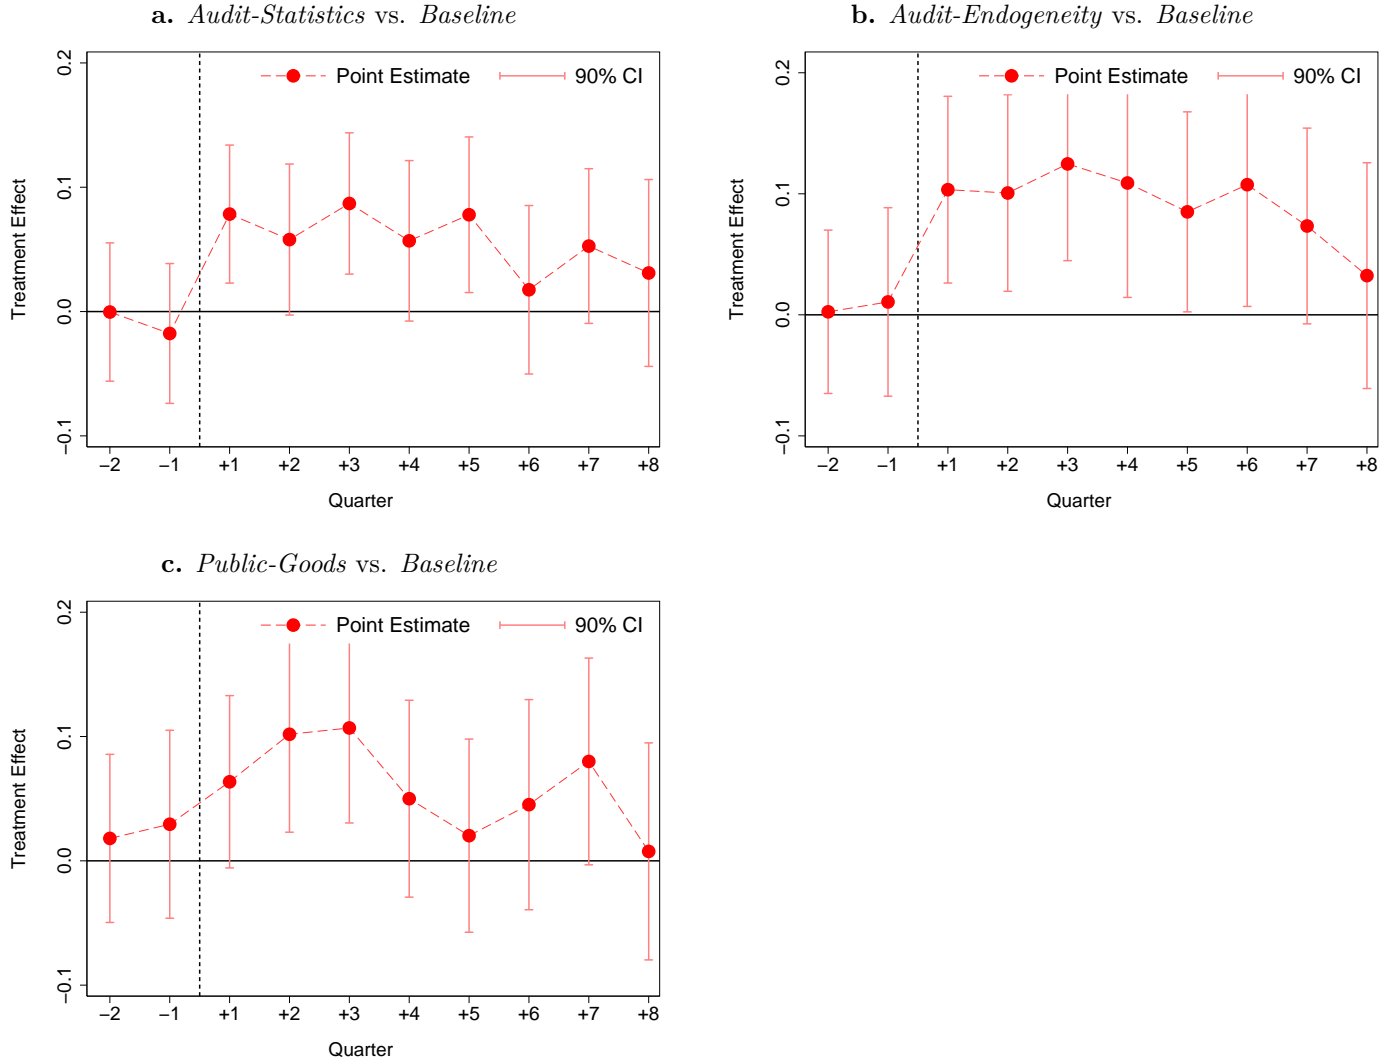 a. Audit-Statistics vs. Baseline
Point Estimate 90% CI
Treatment Effect
0.2
0.1
0.0
−0.1
−2 −1 +1 +2 +3 +4 +5 +6 +7 +8
Quarter
b. Audit-Endogeneity vs. Baseline
Point Estimate 90% CI
Treatment Effect
0.2
0.1
0.0
−0.1
−2 −1 +1 +2 +3 +4 +5 +6 +7 +8
Quarter
c. Public-Goods vs. Baseline
Point Estimate 90% CI
Treatment Effect
0.2
0.1
0.0
−0.1
−2 −1 +1 +2 +3 +4 +5 +6 +7 +8
Quarter